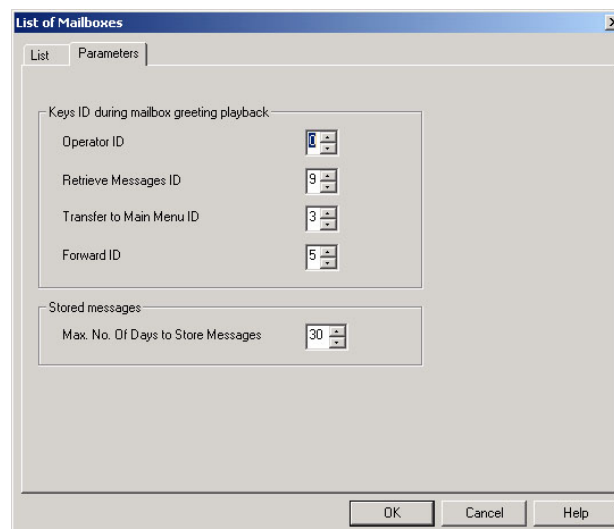 List of Mailboxes
List Parameters
Keys ID during mailbox greeting playback
Operator ID 0
Retrieve Messages ID 9
Transfer to Main Menu ID 3
Forward ID 5
Stored messages
Max. No. Of Days to Store Messages 30
OK Cancel Help